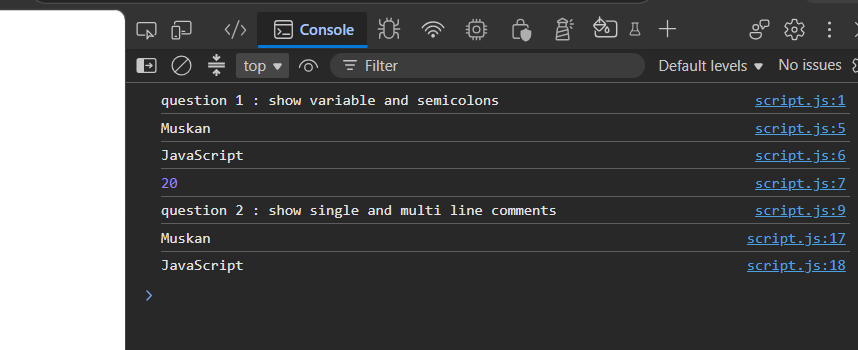 Console
top Filter Default levels No issues
question 1 : show variable and semicolons script.js:1
Muskan script.js:5
JavaScript script.js:6
20 script.js:7
question 2 : show single and multi line comments script.js:9
Muskan script.js:17
JavaScript script.js:18